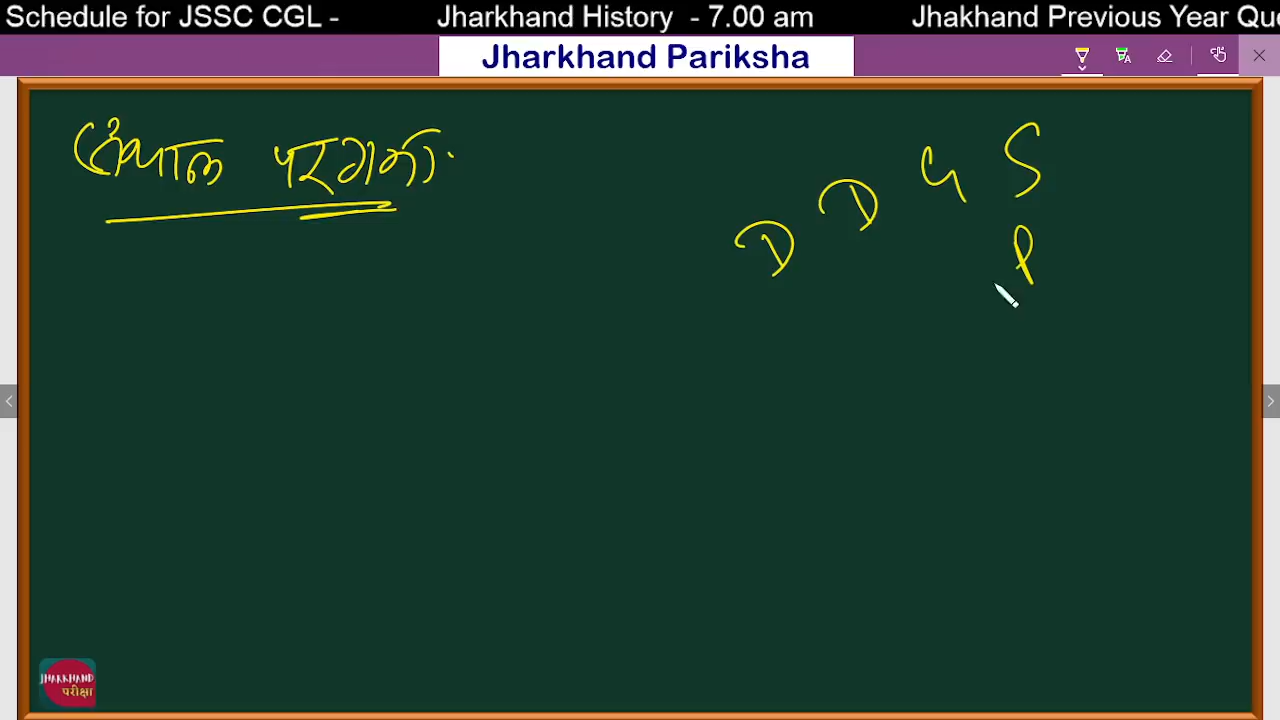 Schedule for JSSC CGL - Jharkhand History - 7.00 am Jhakhand Previous Year Que
Jharkhand Pariksha
संथाल परगना
D D G S
P
JHARKHAND
परीक्षा